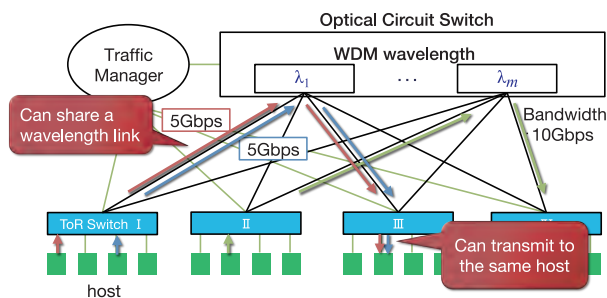 Optical Circuit Switch
Traffic
Manager
WDM wavelength
λ1 ... λm
Can share a
wavelength link
5Gbps
5Gbps
Bandwidth
10Gbps
ToR Switch I
II
III
Can transmit to
the same host
host